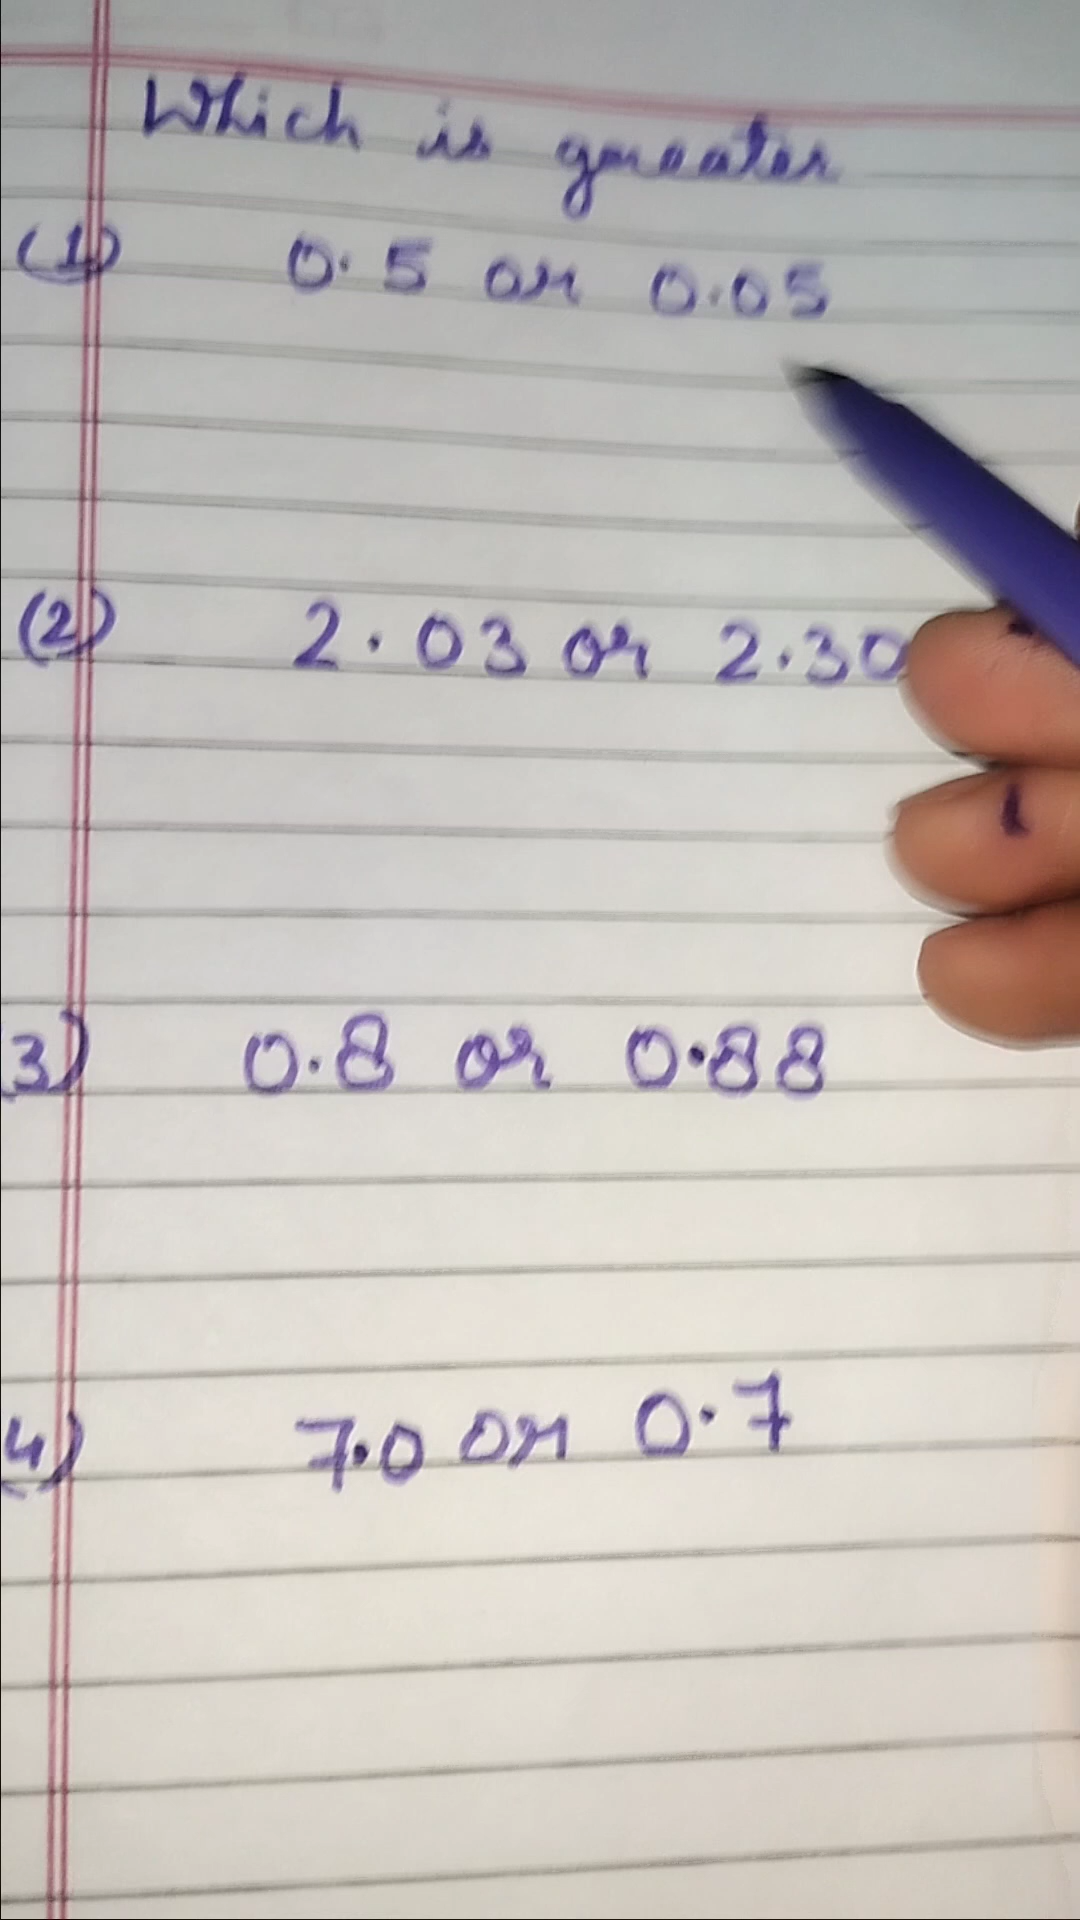 Which is greater
(1) 0.5 or 0.05
(2) 2.03 or 2.30
3) 0.8 or 0.88
4) 7.0 or 0.7